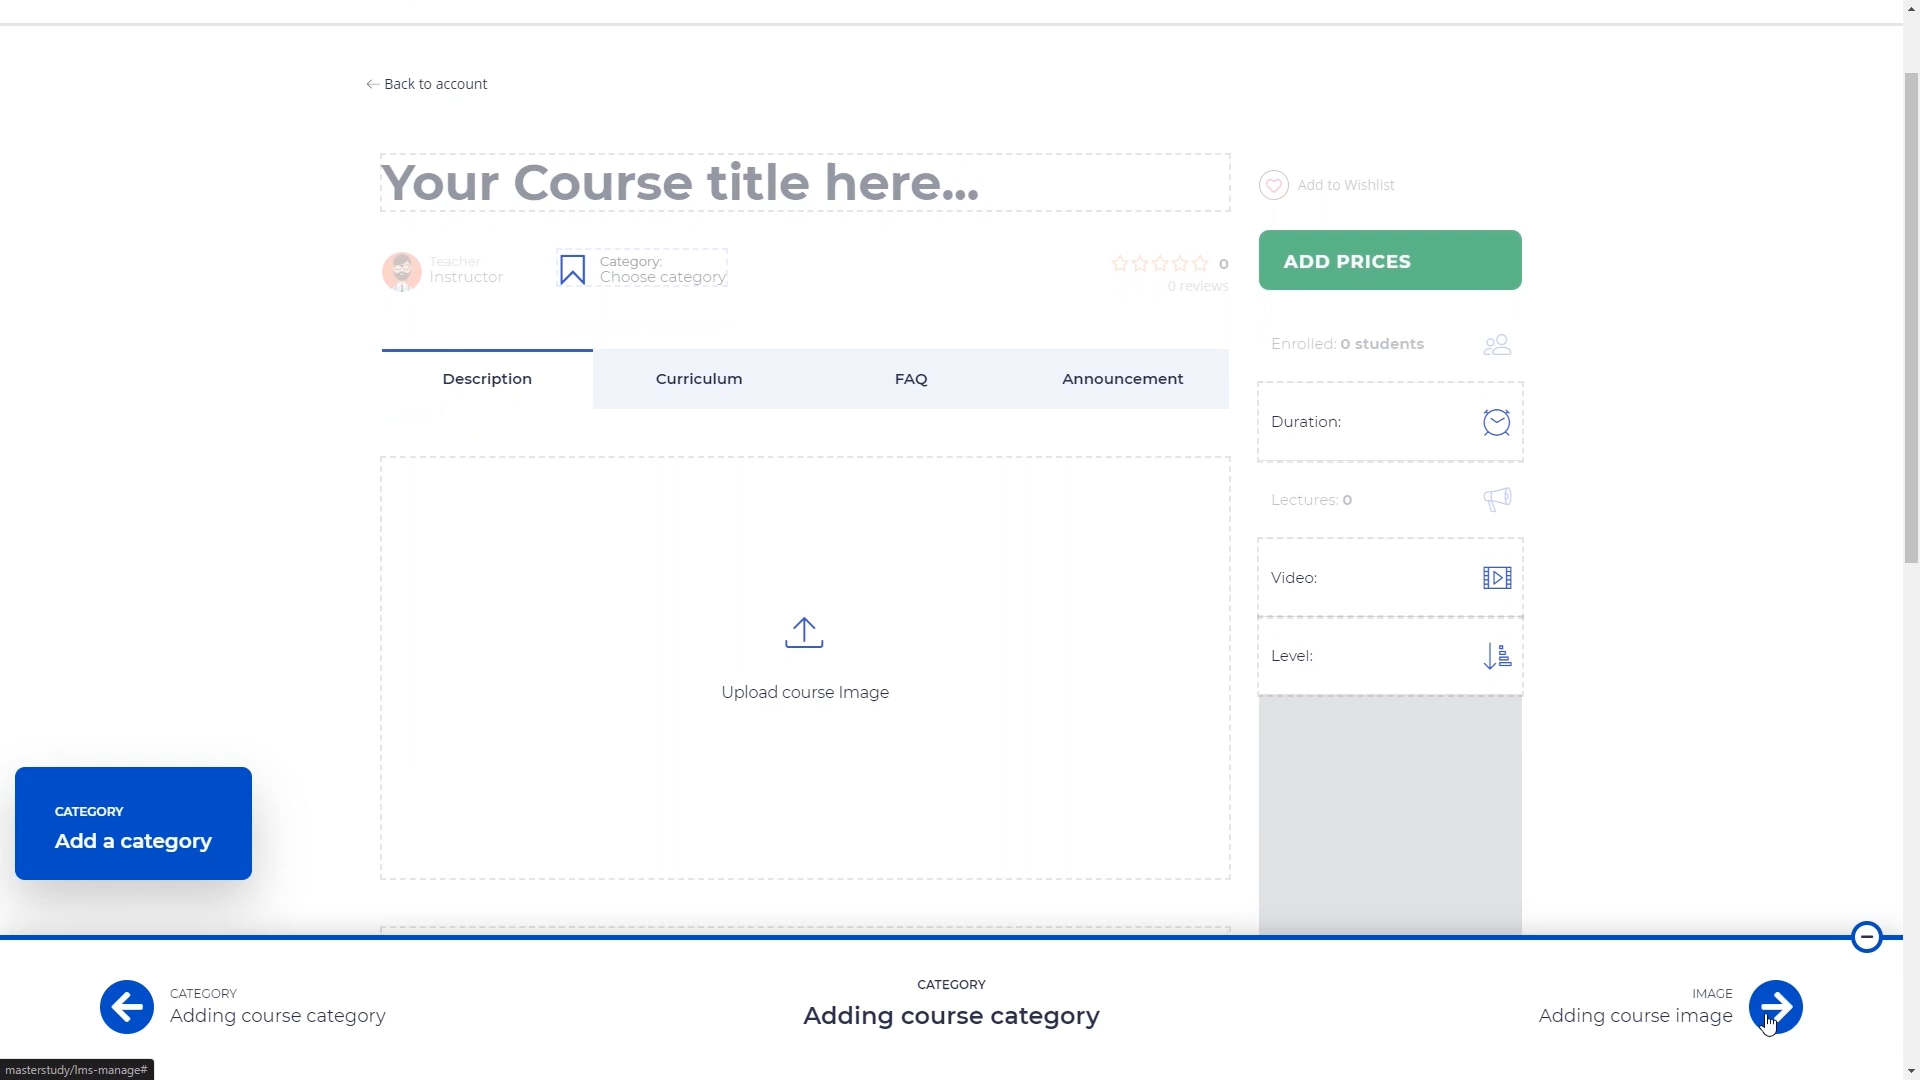 Back to account
Your Course title here...
Add to Wishlist
ADD PRICES
Teacher
Instructor
Category:
Choose category
0
0 reviews
Enrolled: 0 students
Description
Curriculum
FAQ
Announcement
Duration:
Lectures: 0
Video:
Level:
Upload course Image
CATEGORY
Add a category
CATEGORY
Adding course category
CATEGORY
Adding course category
IMAGE
Adding course image
masterstudy/lms-manage#